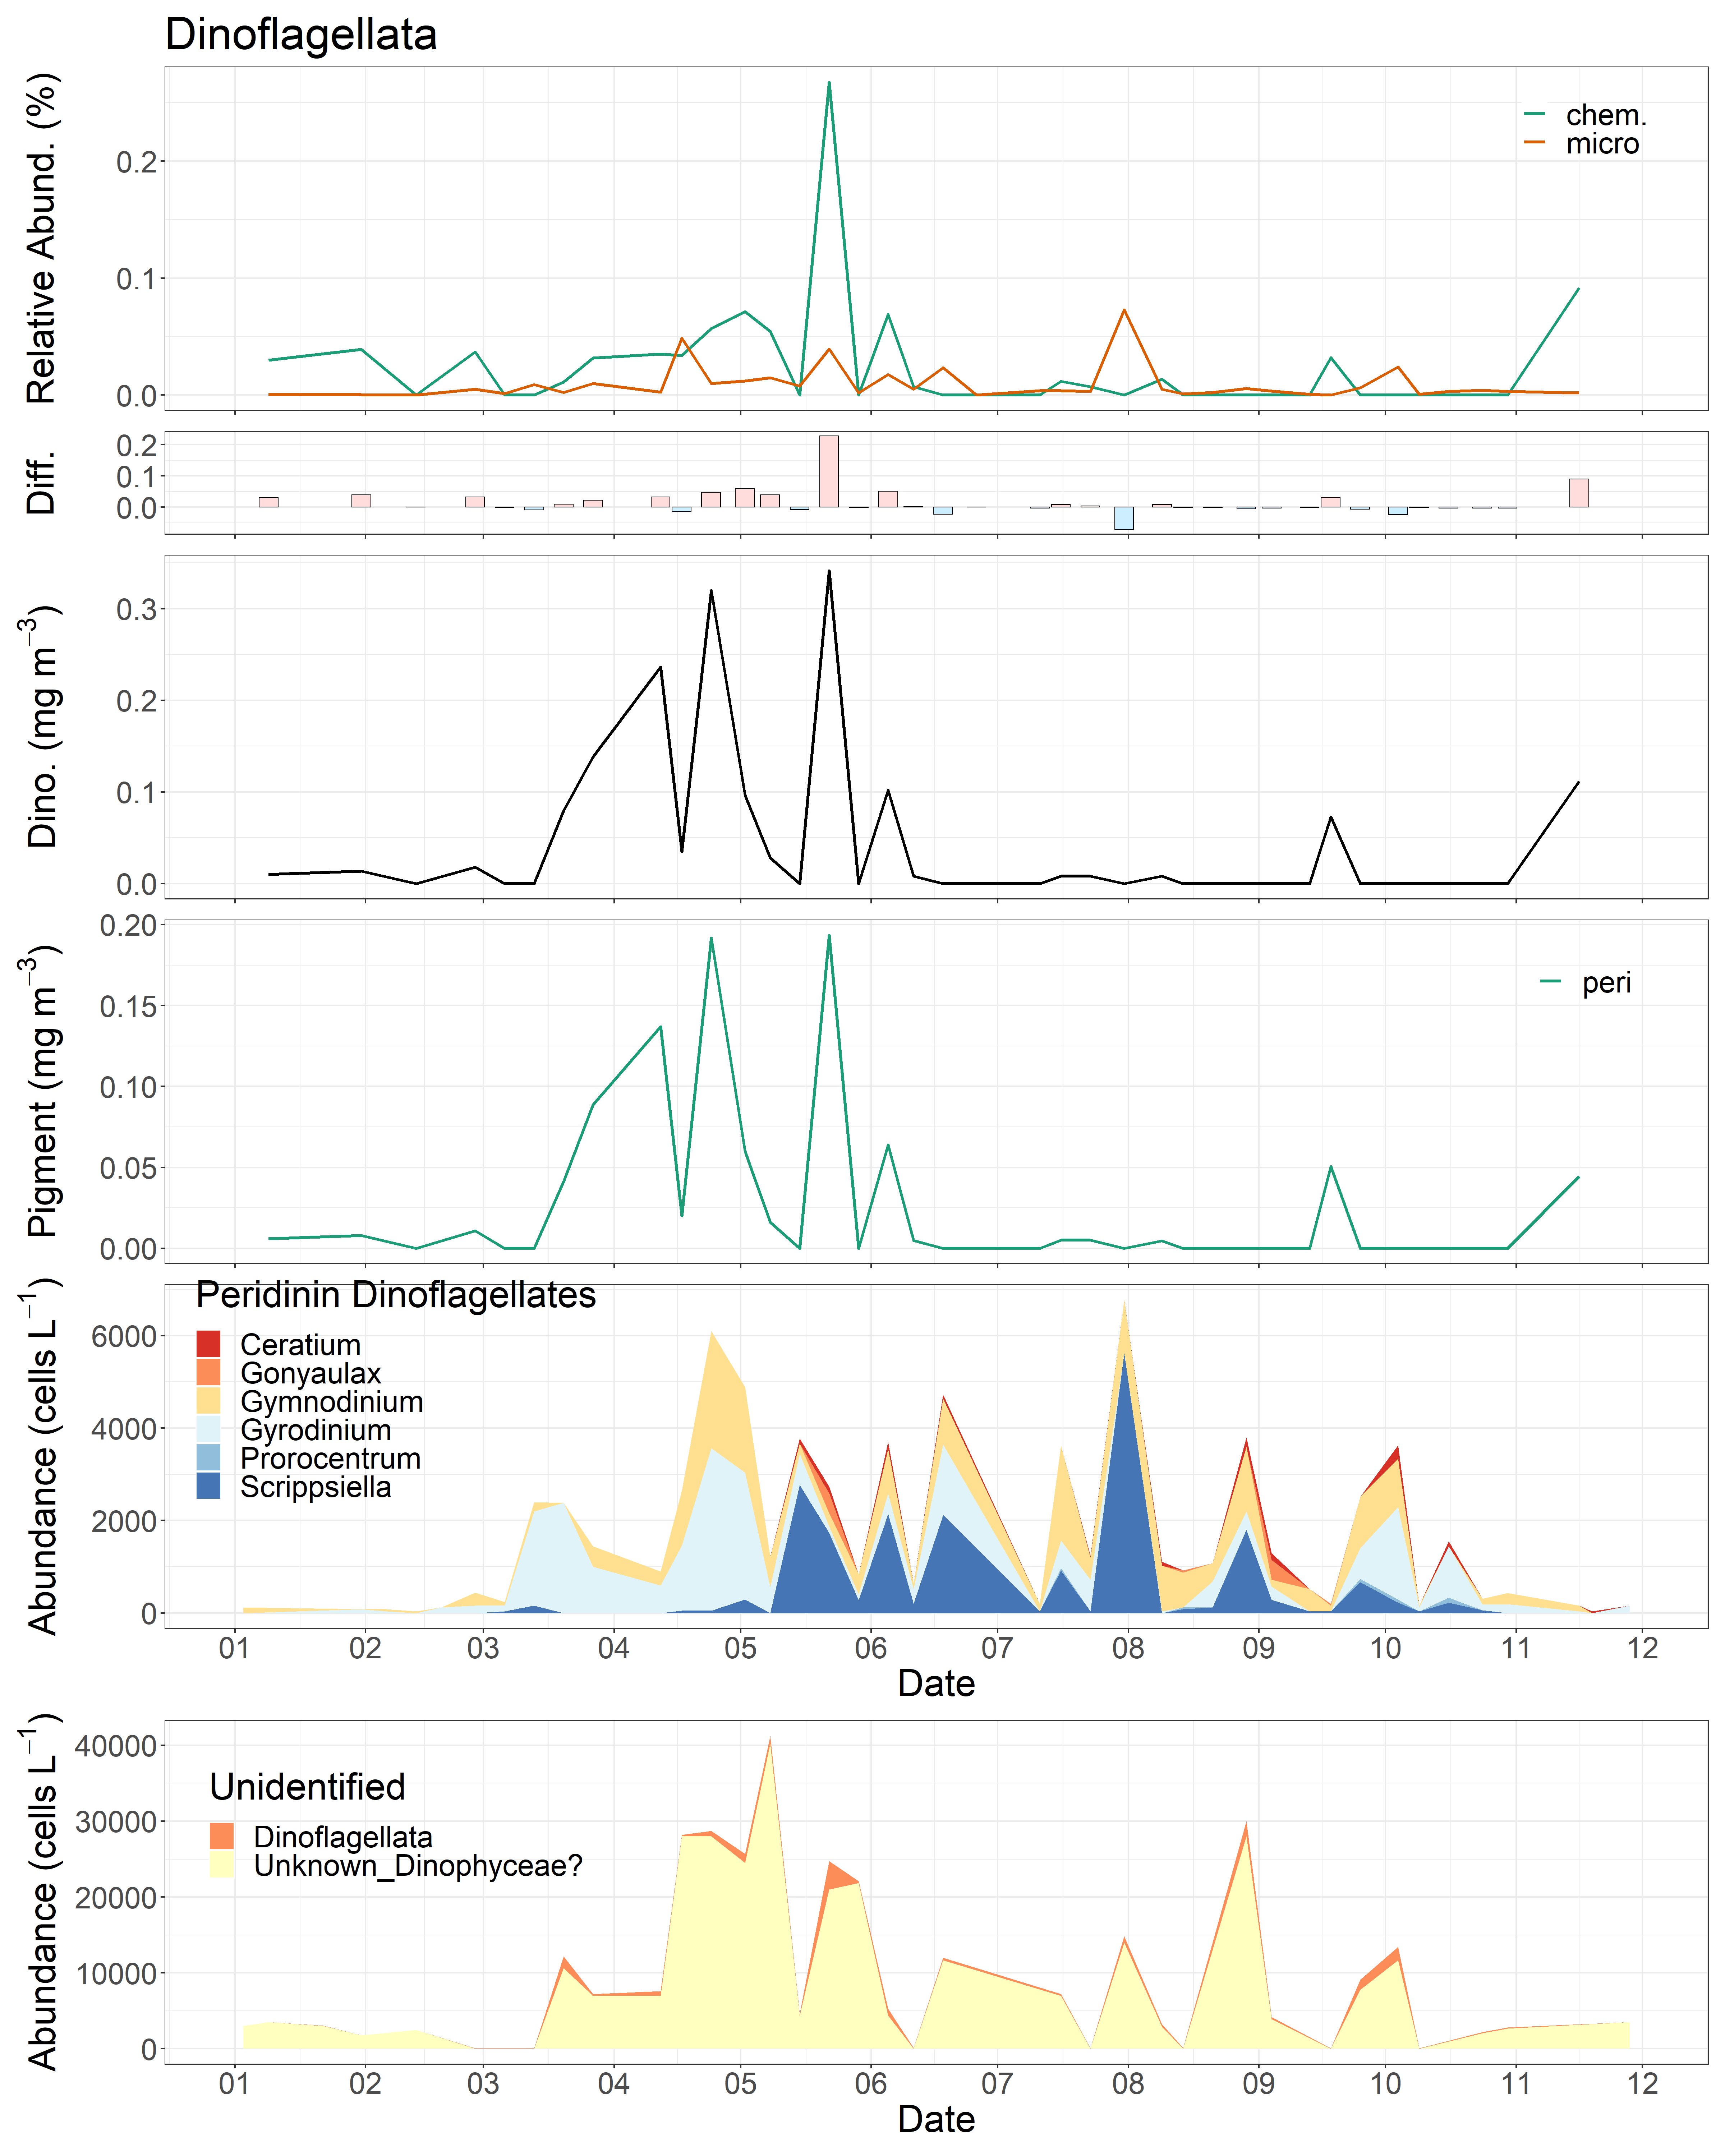 Dinoflagellata
Relative Abund. (%)
0.2
0.1
0.0
chem.
micro
Diff.
0.2
0.1
0.0
Dino. (mg m⁻³)
0.3
0.2
0.1
0.0
Pigment (mg m⁻³)
0.20
0.15
0.10
0.05
0.00
peri
Abundance (cells L⁻¹)
6000
4000
2000
0
Peridinin Dinoflagellates
Ceratium
Gonyaulax
Gymnodinium
Gyrodinium
Prorocentrum
Scrippsiella
01 02 03 04 05 06 07 08 09 10 11 12
Date
Abundance (cells L⁻¹)
40000
30000
20000
10000
0
Unidentified
Dinoflagellata
Unknown_Dinophyceae?
01 02 03 04 05 06 07 08 09 10 11 12
Date